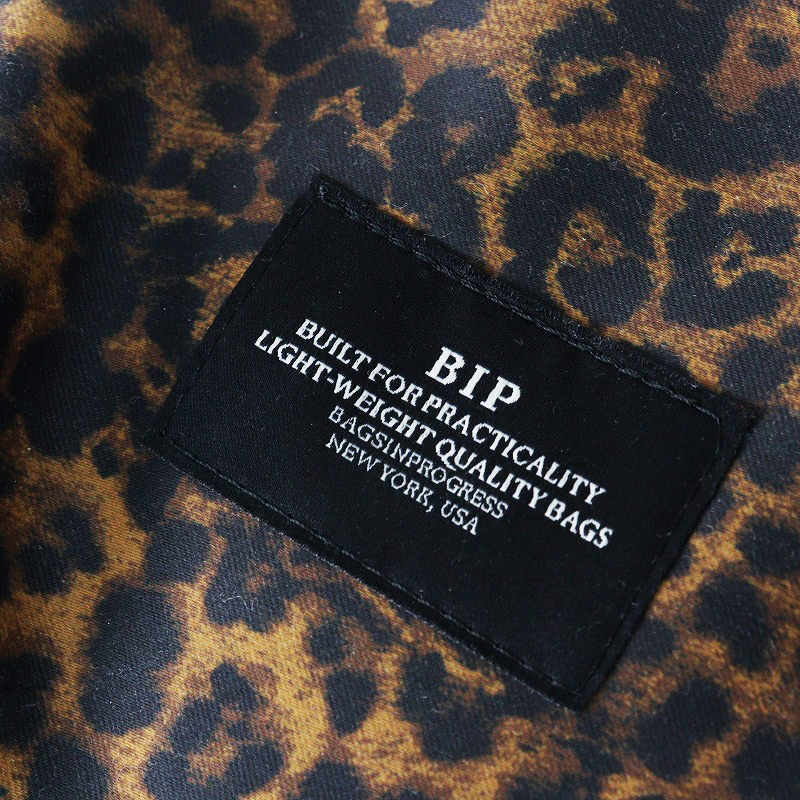 BIP
BUILT FOR PRACTICALITY
LIGHT-WEIGHT QUALITY BAGS
BAGSINPROGRESS
NEW YORK, USA